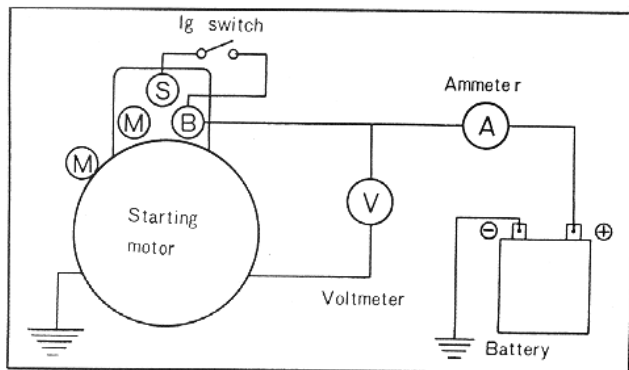 Ig switch
S
Ammeter
M
B
A
M
V
Starting
motor
⊖
⊕
Voltmeter
Battery